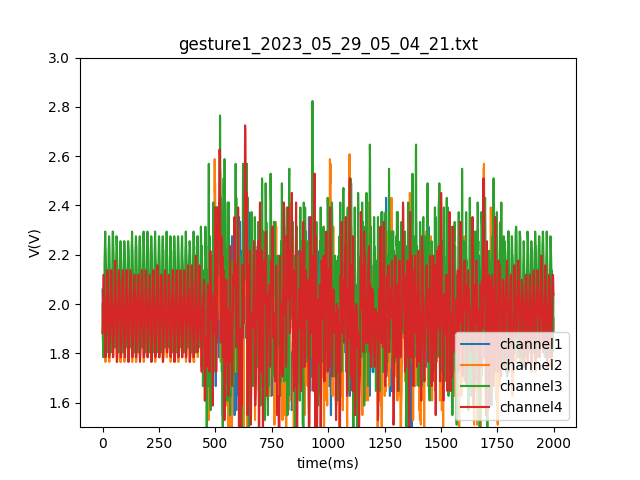 gesture1_2023_05_29_05_04_21.txt
3.0
2.8
2.6
2.4
2.2
2.0
1.8
1.6
V(V)
channel1
channel2
channel3
channel4
0 250 500 750 1000 1250 1500 1750 2000
time(ms)